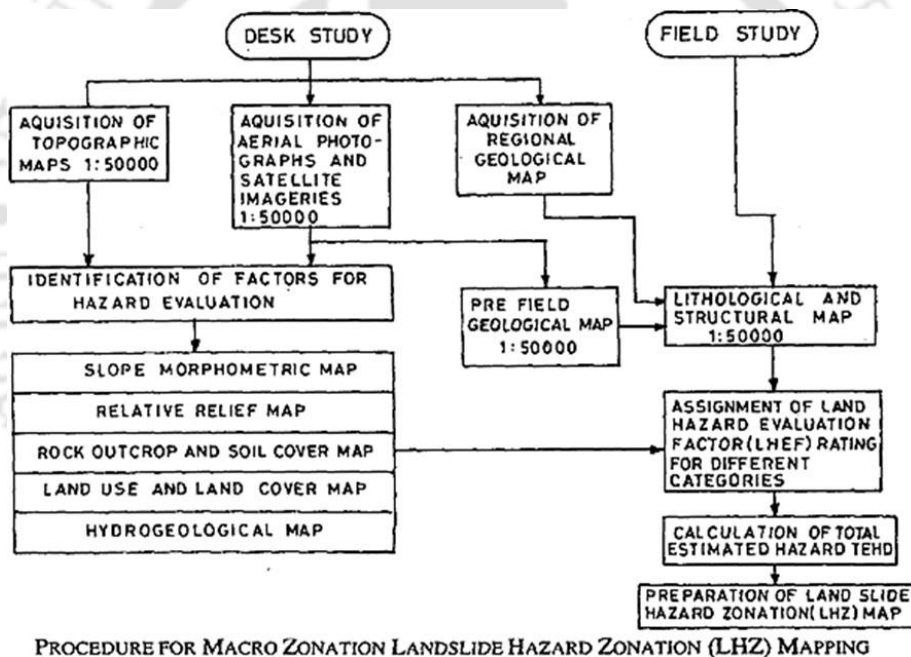 DESK STUDY
FIELD STUDY
AQUISITION OF
TOPOGRAPHIC
MAPS 1:50000
AQUISITION OF
AERIAL PHOTO-
GRAPHS AND
SATELLITE
IMAGERIES
1:50000
AQUISITION OF
REGIONAL
GEOLOGICAL
MAP
IDENTIFICATION OF FACTORS FOR
HAZARD EVALUATION
PRE FIELD
GEOLOGICAL MAP
1:50000
LITHOLOGICAL AND
STRUCTURAL MAP
1:50000
SLOPE MORPHOMETRIC MAP
RELATIVE RELIEF MAP
ROCK OUTCROP AND SOIL COVER MAP
LAND USE AND LAND COVER MAP
HYDROGEOLOGICAL MAP
ASSIGNMENT OF LAND
HAZARD EVALUATION
FACTOR(LHEF) RATING
FOR DIFFERENT
CATEGORIES
CALCULATION OF TOTAL
ESTIMATED HAZARD TEHD
PREPARATION OF LAND SLIDE
HAZARD ZONATION(LHZ) MAP
PROCEDURE FOR MACRO ZONATION LANDSLIDE HAZARD ZONATION (LHZ) MAPPING